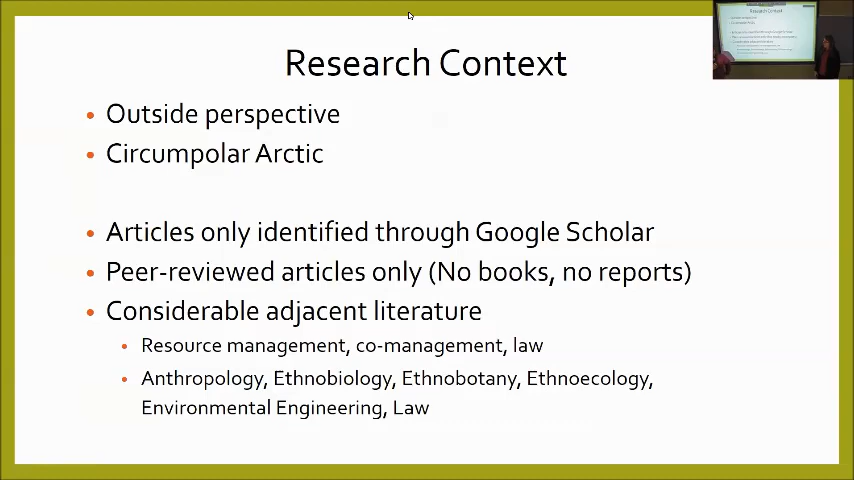 Research Context
Outside perspective
Circumpolar Arctic
Articles only identified through Google Scholar
Peer-reviewed articles only (No books, no reports)
Considerable adjacent literature
Resource management, co-management, law
Anthropology, Ethnobiology, Ethnobotany, Ethnoecology,
Environmental Engineering, Law